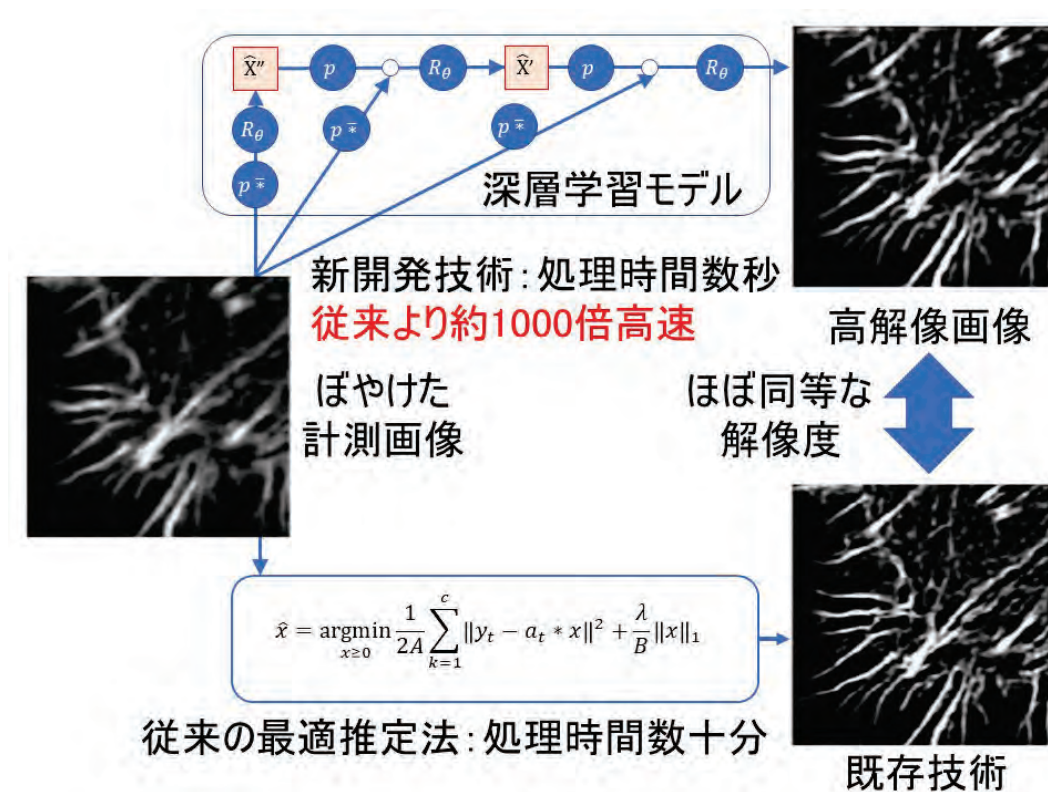 X̂″ p R_θ X̂′ p R_θ
R_θ p⁎̄ p⁎̄
p⁎̄
深層学習モデル
新開発技術：処理時間数秒
従来より約1000倍高速
高解像画像
ぼやけた
計測画像
ほぼ同等な
解像度
x̂ = argmin_{x≥0} \frac{1}{2A} \sum_{k=1}^{c} ‖y_t − a_t * x‖² + \frac{λ}{B} ‖x‖₁
従来の最適推定法：処理時間数十分
既存技術